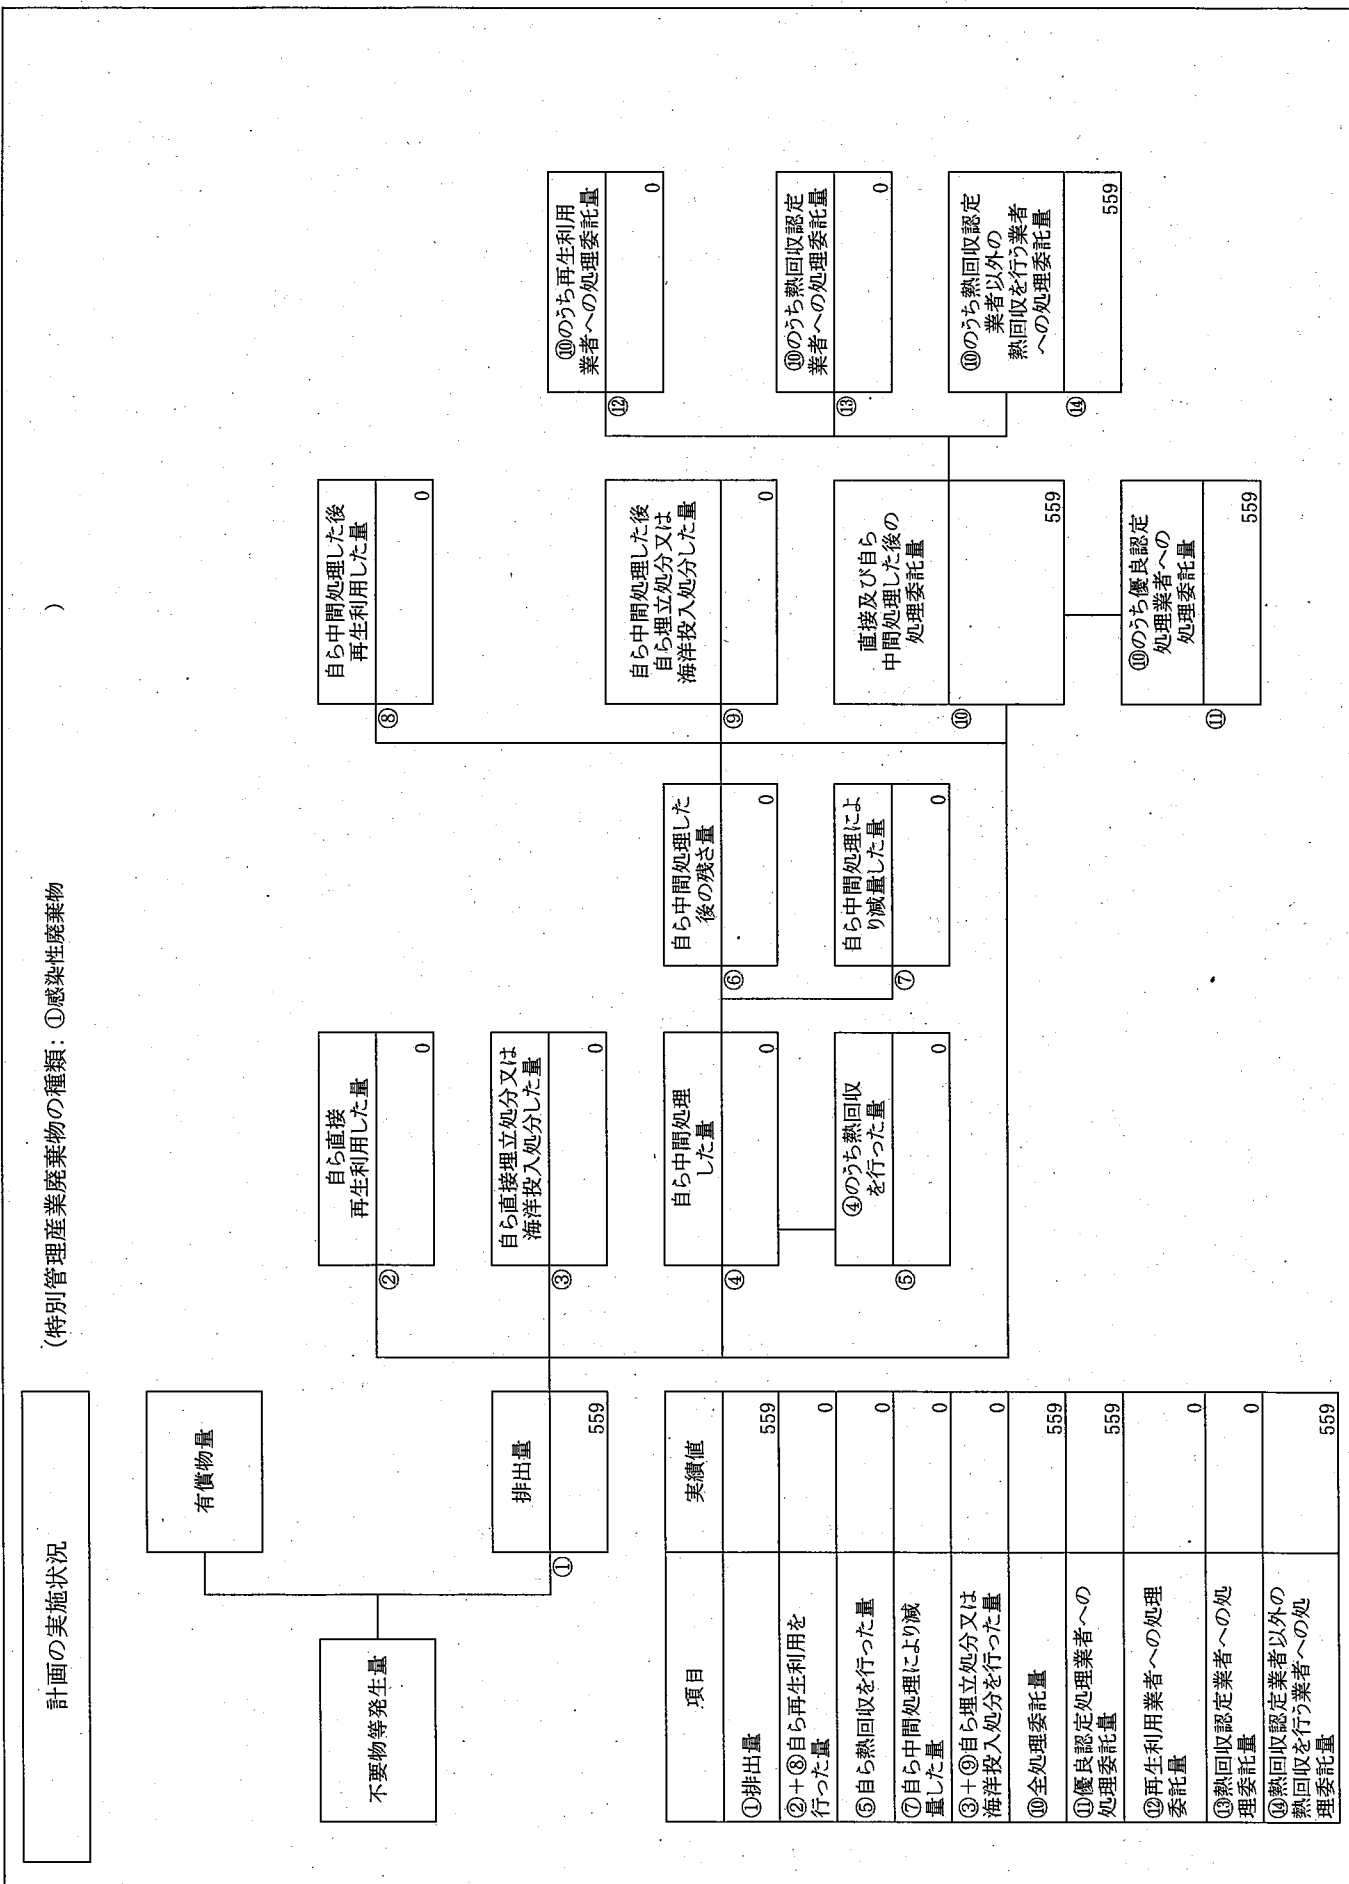 計画の実施状況
(特別管理産業廃棄物の種類：①感染性廃棄物　　　　　　　　)
不要物等発生量
有償物量
①
排出量
559
②
自ら直接
再生利用した量
0
③
自ら直接埋立処分又は
海洋投入処分した量
0
④
自ら中間処理
した量
0
⑤
④のうち熱回収
を行った量
0
⑥
自ら中間処理した
後の残さ量
0
⑦
自ら中間処理によ
り減量した量
0
⑧
自ら中間処理した後
再生利用した量
0
⑨
自ら中間処理した後
自ら埋立処分又は
海洋投入処分した量
0
⑩
直接及び自ら
中間処理した後の
処理委託量
559
⑪
⑩のうち優良認定
処理業者への
処理委託量
559
⑫
⑩のうち再生利用
業者への処理委託量
0
⑬
⑩のうち熱回収認定
業者への処理委託量
0
⑭
⑩のうち熱回収認定
業者以外の
熱回収を行う業者
への処理委託量
559
項目
実績値
①排出量
559
②＋⑧自ら再生利用を
行った量
0
⑤自ら熱回収を行った量
0
⑦自ら中間処理により減
量した量
0
③＋⑨自ら埋立処分又は
海洋投入処分を行った量
0
⑩全処理委託量
559
⑪優良認定処理業者への
処理委託量
559
⑫再生利用業者への処理
委託量
0
⑬熱回収認定業者への処
理委託量
0
⑭熱回収認定業者以外の
熱回収を行う業者への処
理委託量
559